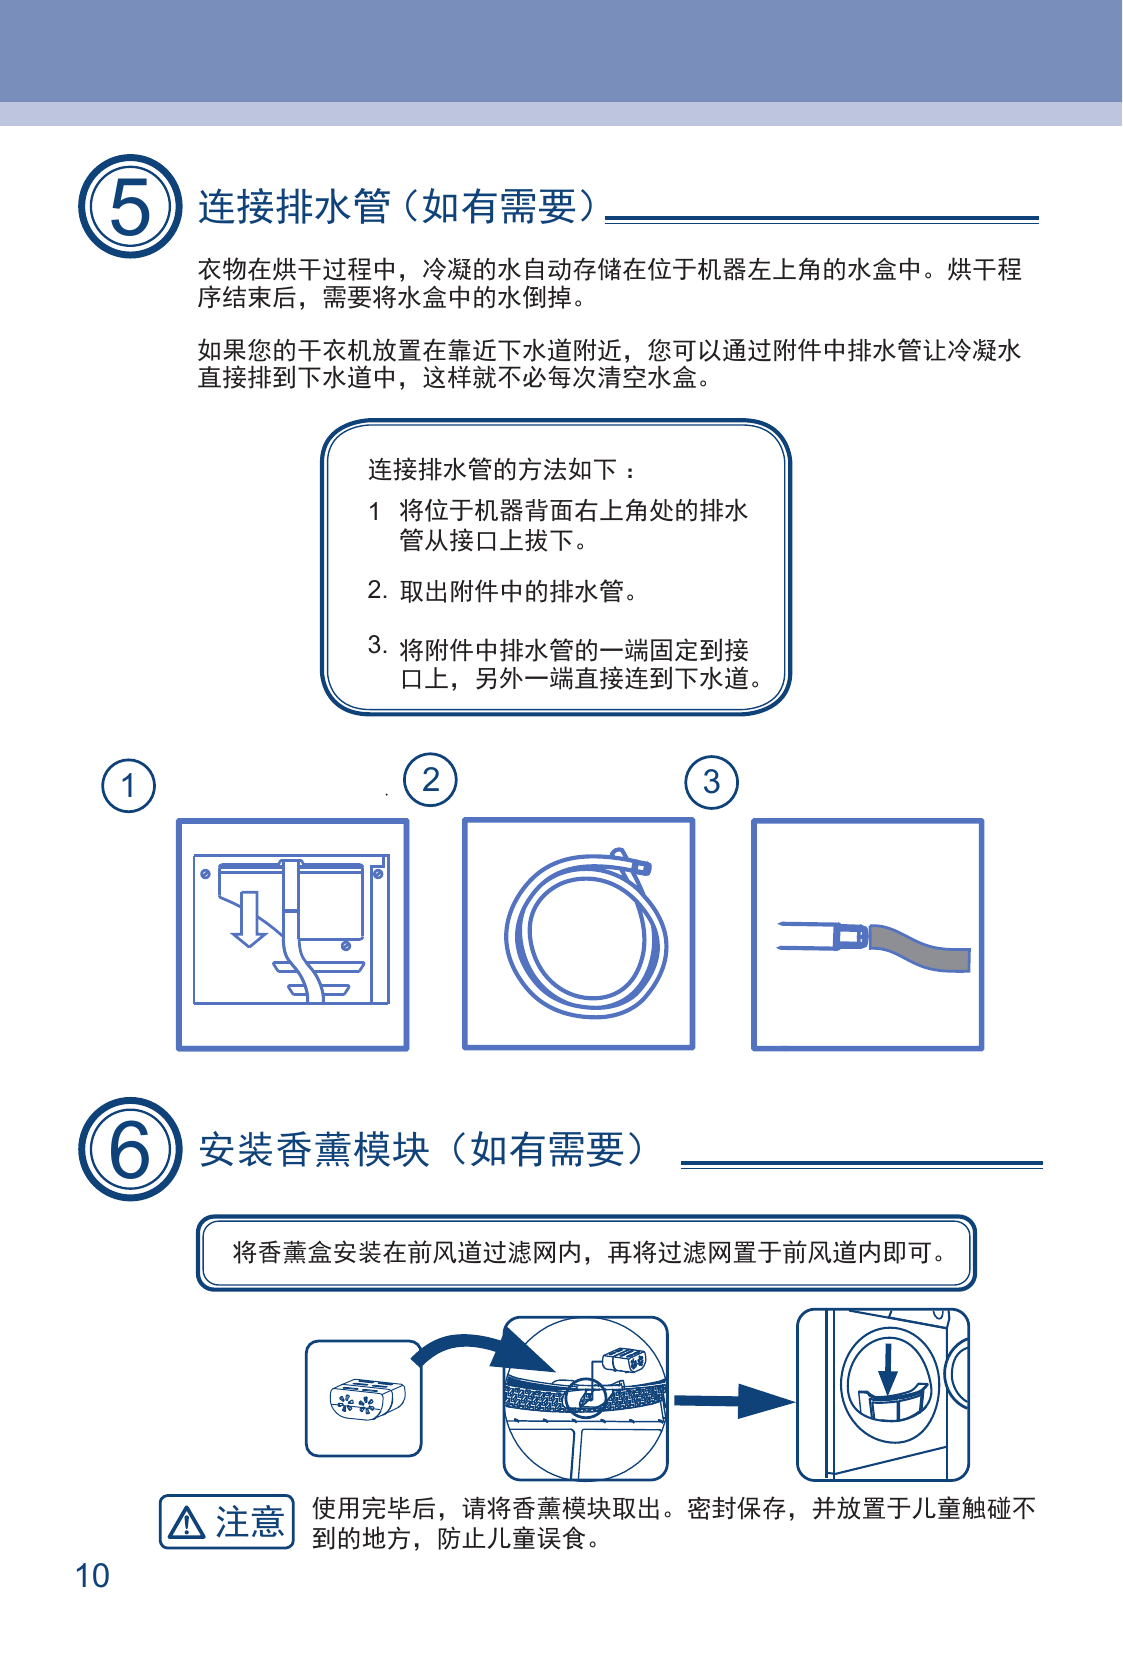 5
连接排水管（如有需要）
衣物在烘干过程中，冷凝的水自动存储在位于机器左上角的水盒中。烘干程
序结束后，需要将水盒中的水倒掉。
如果您的干衣机放置在靠近下水道附近，您可以通过附件中排水管让冷凝水
直接排到下水道中，这样就不必每次清空水盒。
连接排水管的方法如下：
1 将位于机器背面右上角处的排水
管从接口上拔下。
2. 取出附件中的排水管。
3. 将附件中排水管的一端固定到接
口上，另外一端直接连到下水道。
1
2
3
6
安装香薰模块（如有需要）
将香薰盒安装在前风道过滤网内，再将过滤网置于前风道内即可。
注意
使用完毕后，请将香薰模块取出。密封保存，并放置于儿童触碰不
到的地方，防止儿童误食。
10